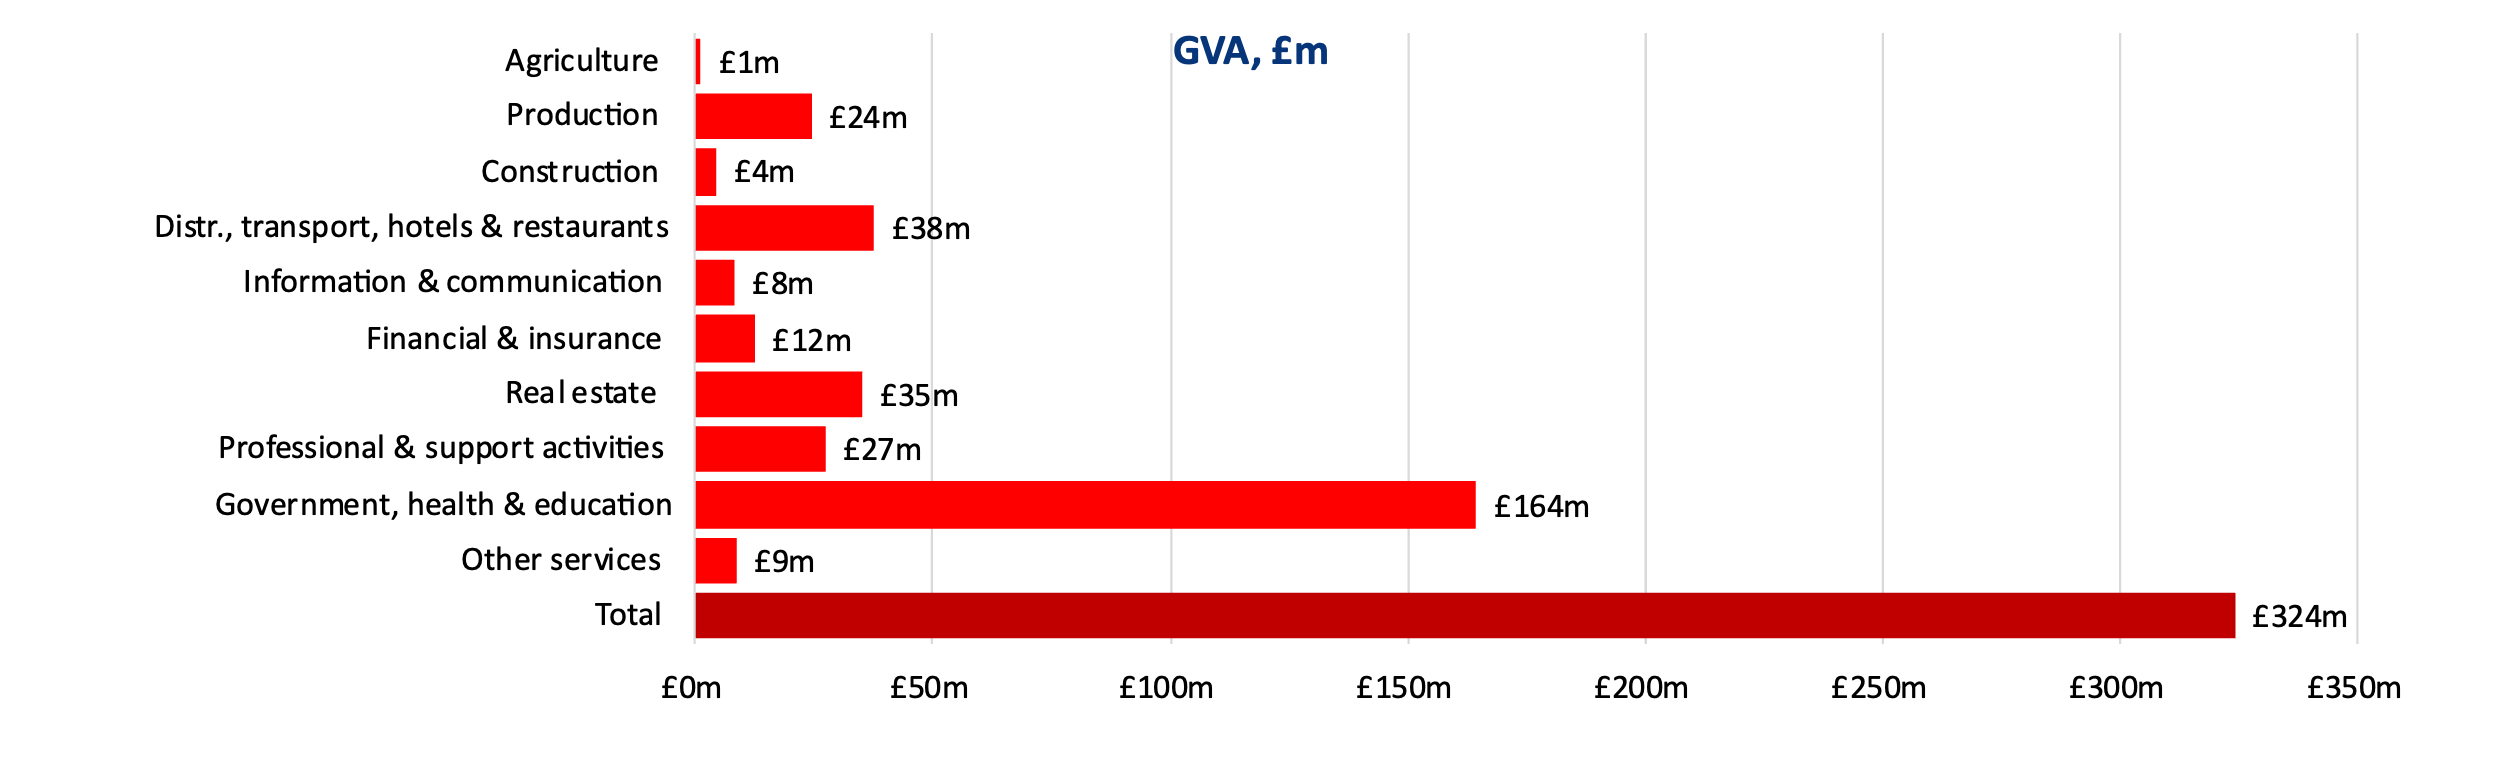 GVA, £m
Agriculture £1m
Production £24m
Construction £4m
Distr., transport, hotels & restaurants £38m
Information & communication £8m
Financial & insurance £12m
Real estate £35m
Professional & support activities £27m
Government, health & education £164m
Other services £9m
Total £324m
£0m £50m £100m £150m £200m £250m £300m £350m